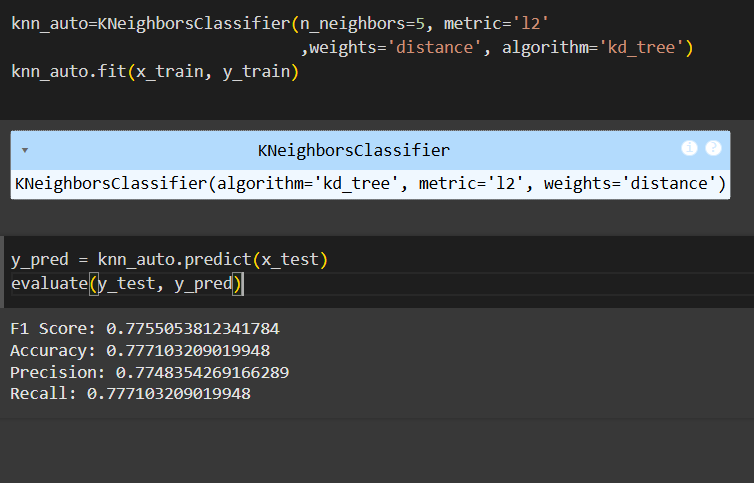 knn_auto=KNeighborsClassifier(n_neighbors=5, metric='l2'
,weights='distance', algorithm='kd_tree')
knn_auto.fit(x_train, y_train)
KNeighborsClassifier
i ?
KNeighborsClassifier(algorithm='kd_tree', metric='l2', weights='distance')
y_pred = knn_auto.predict(x_test)
evaluate(y_test, y_pred)
F1 Score: 0.7755053812341784
Accuracy: 0.777103209019948
Precision: 0.7748354269166289
Recall: 0.777103209019948